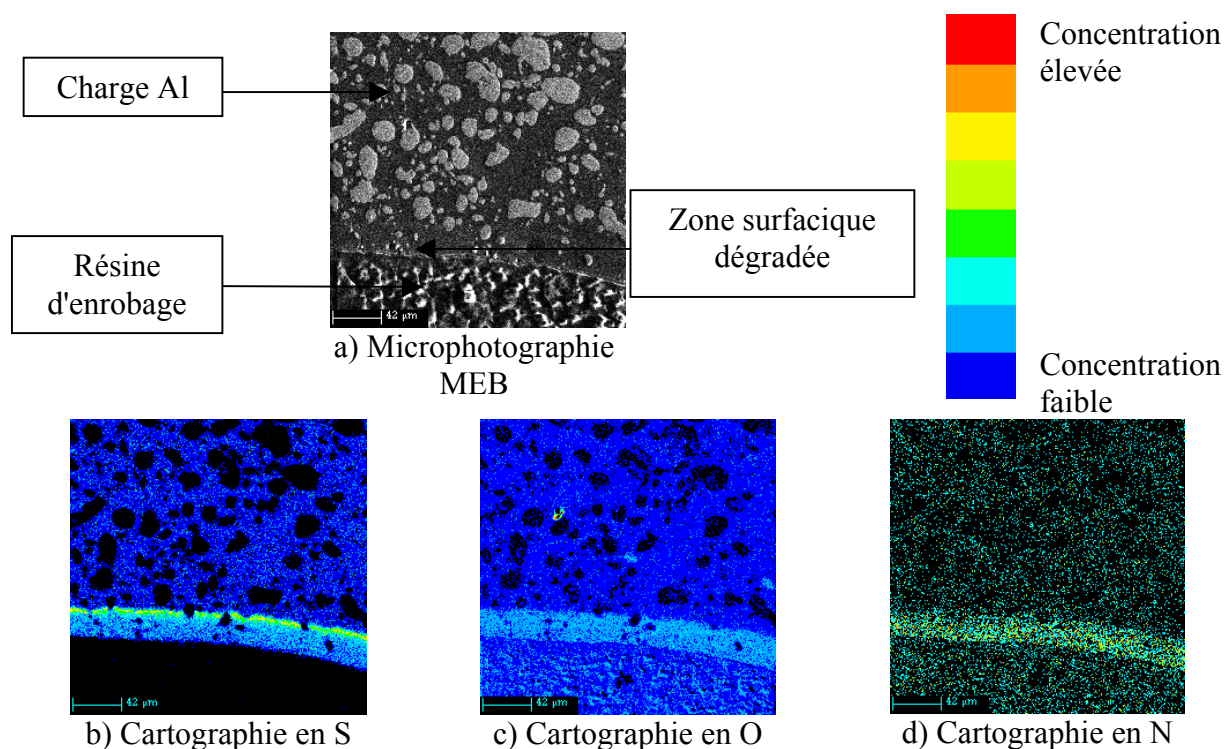 Charge Al
Résine
d'enrobage
Zone surfacique
dégradée
42 µm
a) Microphotographie
MEB
Concentration
élevée
Concentration
faible
42 µm
b) Cartographie en S
42 µm
c) Cartographie en O
42 µm
d) Cartographie en N